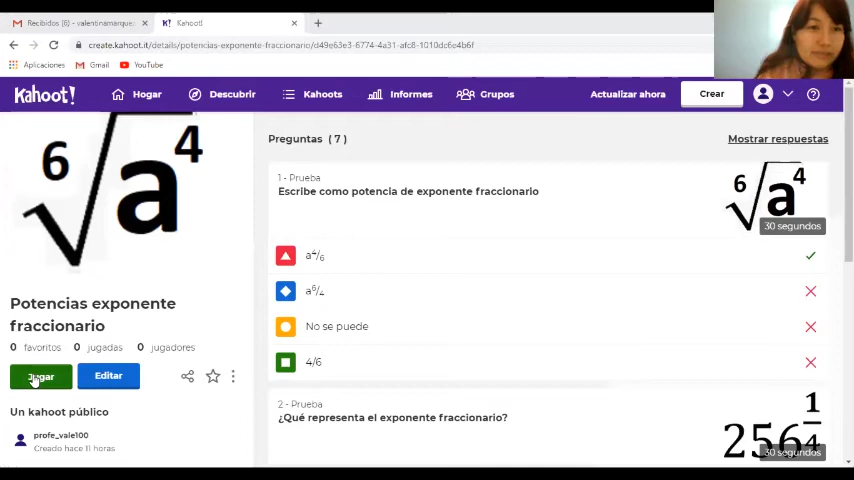 Recibidos (6) - valentinamarque
K! Kahoot!
create.kahoot.it/details/potencias-exponente-fraccionario/d49e63e3-6774-4a31-afc8-1010dc6e4b6f
Aplicaciones Gmail YouTube
Kahoot! Hogar Descubrir Kahoots Informes Grupos Actualizar ahora Crear
6√a⁴
Potencias exponente
fraccionario
0 favoritos 0 jugadas 0 jugadores
Jugar Editar
Un kahoot público
profe_vale100
Creado hace 11 horas
Preguntas (7) Mostrar respuestas
1 - Prueba
Escribe como potencia de exponente fraccionario
6√a⁴
30 segundos
a⁴/₆
a⁶/₄
No se puede
4/6
2 - Prueba
¿Qué representa el exponente fraccionario?
256^1/4
30 segundos